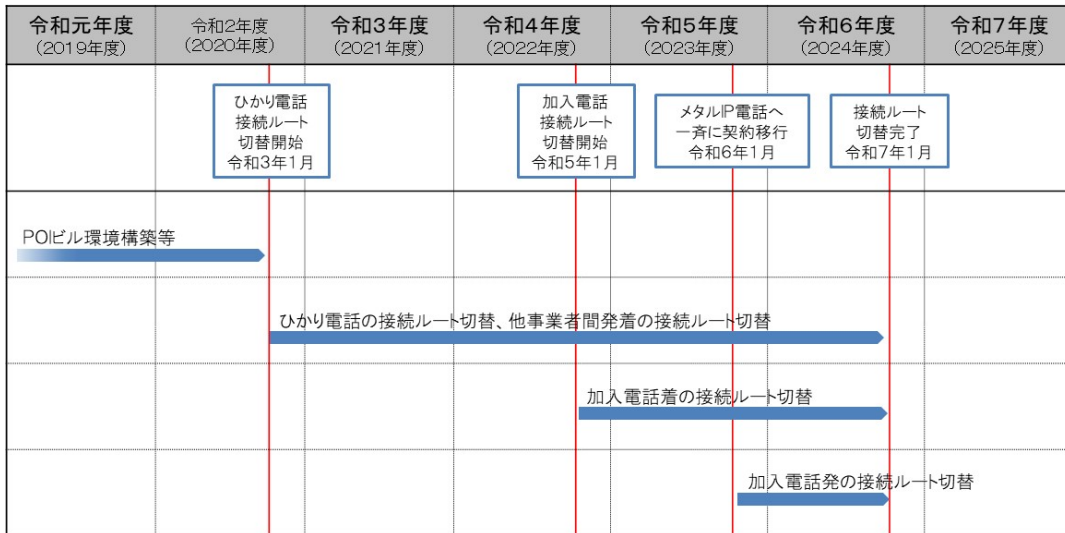 令和元年度
(2019年度)
令和2年度
(2020年度)
令和3年度
(2021年度)
令和4年度
(2022年度)
令和5年度
(2023年度)
令和6年度
(2024年度)
令和7年度
(2025年度)
ひかり電話
接続ルート
切替開始
令和3年1月
加入電話
接続ルート
切替開始
令和5年1月
メタルIP電話へ
一斉に契約移行
令和6年1月
接続ルート
切替完了
令和7年1月
POIビル環境構築等
ひかり電話の接続ルート切替、他事業者間発着の接続ルート切替
加入電話着の接続ルート切替
加入電話発の接続ルート切替